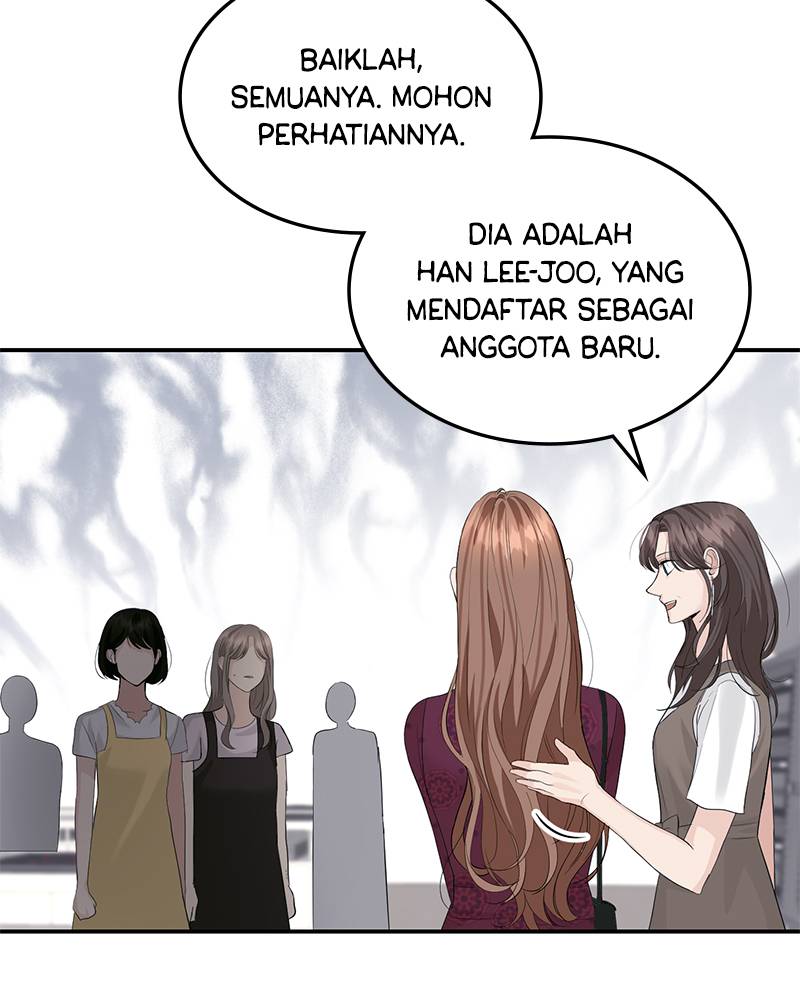 BAIKLAH,
SEMUANYA. MOHON
PERHATIANNYA.
DIA ADALAH
HAN LEE-JOO, YANG
MENDAFTAR SEBAGAI
ANGGOTA BARU.